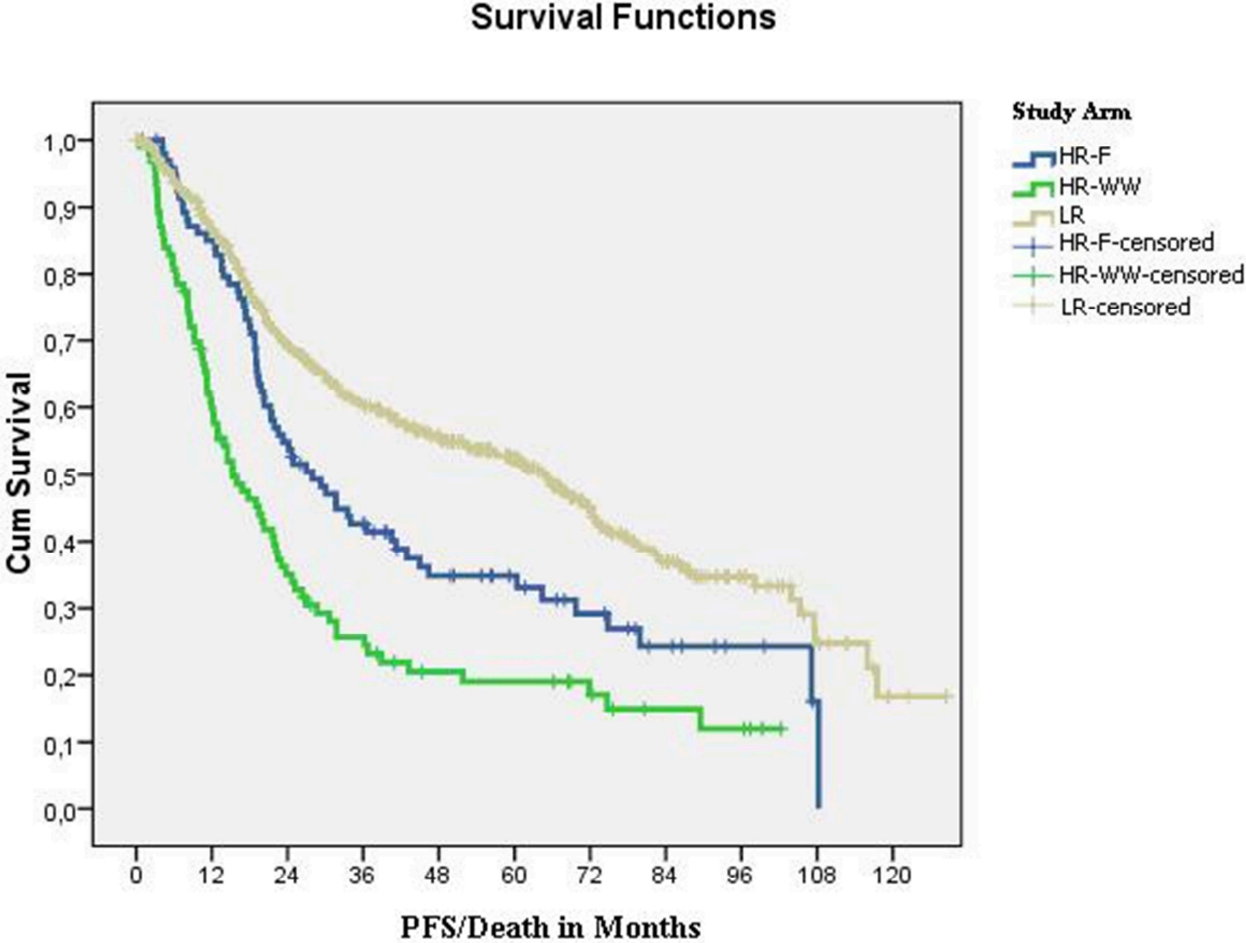 Survival Functions
Study Arm
HR-F
HR-WW
LR
HR-F-censored
HR-WW-censored
LR-censored
Cum Survival
1,0
0,9
0,8
0,7
0,6
0,5
0,4
0,3
0,2
0,1
0,0
0 12 24 36 48 60 72 84 96 108 120
PFS/Death in Months